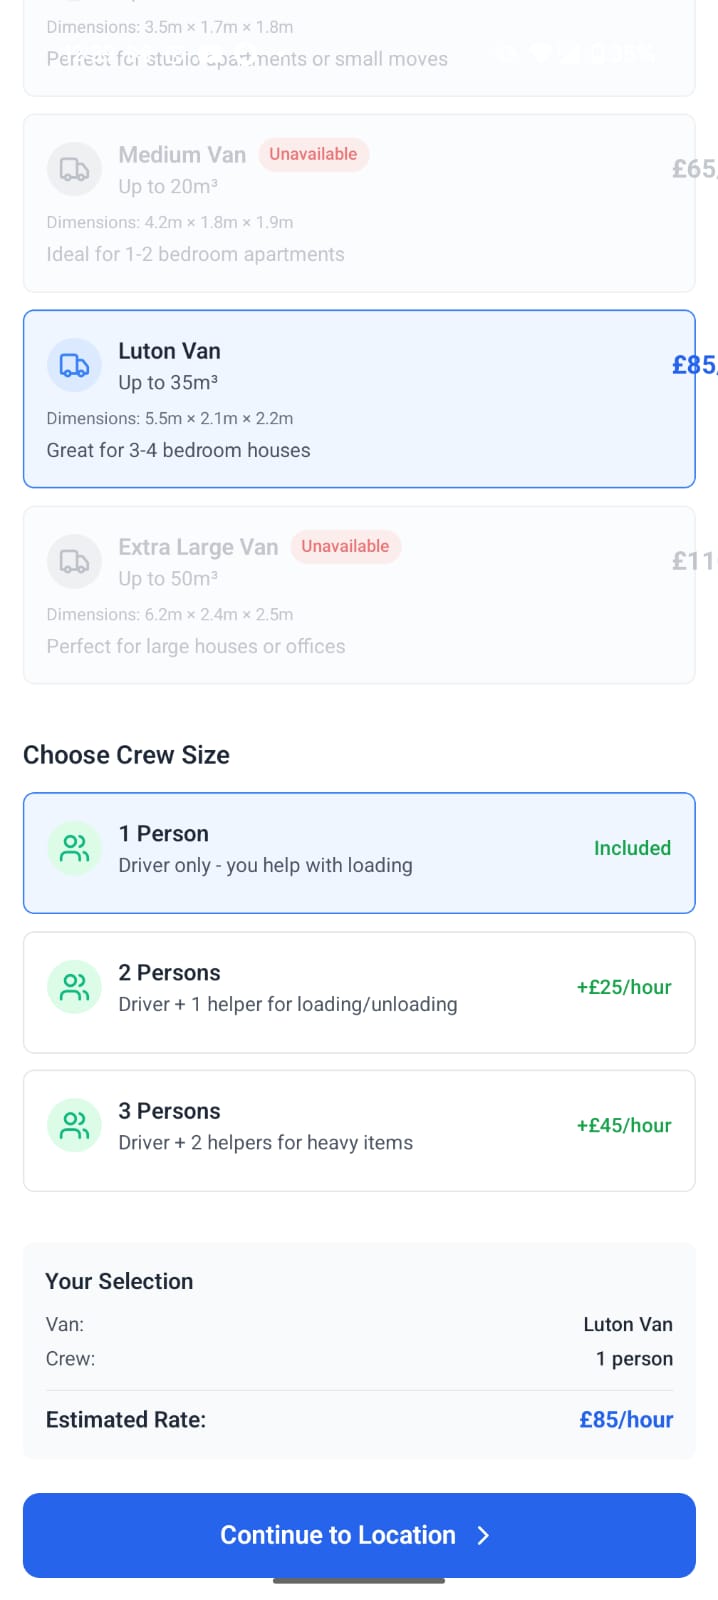 Dimensions: 3.5m × 1.7m × 1.8m
Perfect for studio apartments or small moves
Medium Van Unavailable
£65/
Up to 20m³
Dimensions: 4.2m × 1.8m × 1.9m
Ideal for 1-2 bedroom apartments
Luton Van
£85/
Up to 35m³
Dimensions: 5.5m × 2.1m × 2.2m
Great for 3-4 bedroom houses
Extra Large Van Unavailable
£11
Up to 50m³
Dimensions: 6.2m × 2.4m × 2.5m
Perfect for large houses or offices
Choose Crew Size
1 Person
Driver only - you help with loading
Included
2 Persons
Driver + 1 helper for loading/unloading
+£25/hour
3 Persons
Driver + 2 helpers for heavy items
+£45/hour
Your Selection
Van: Luton Van
Crew: 1 person
Estimated Rate: £85/hour
Continue to Location